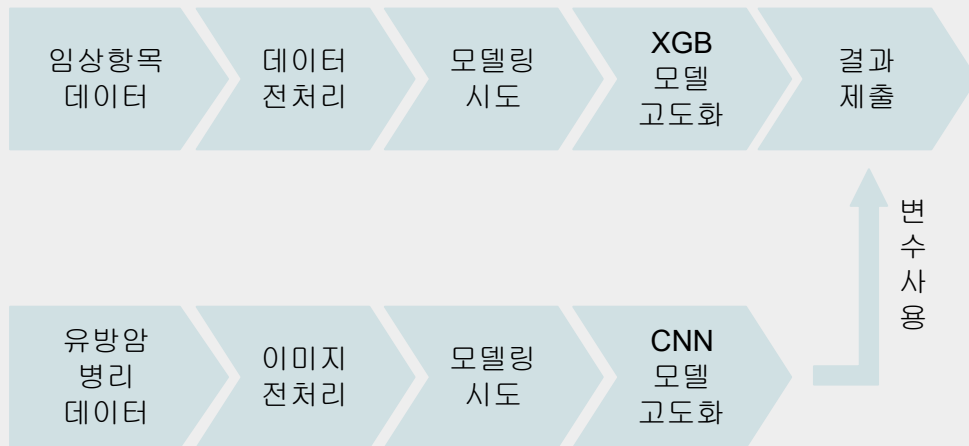 임상항목
데이터
데이터
전처리
모델링
시도
XGB
모델
고도화
결과
제출
변
수
사
용
유방암
병리
데이터
이미지
전처리
모델링
시도
CNN
모델
고도화